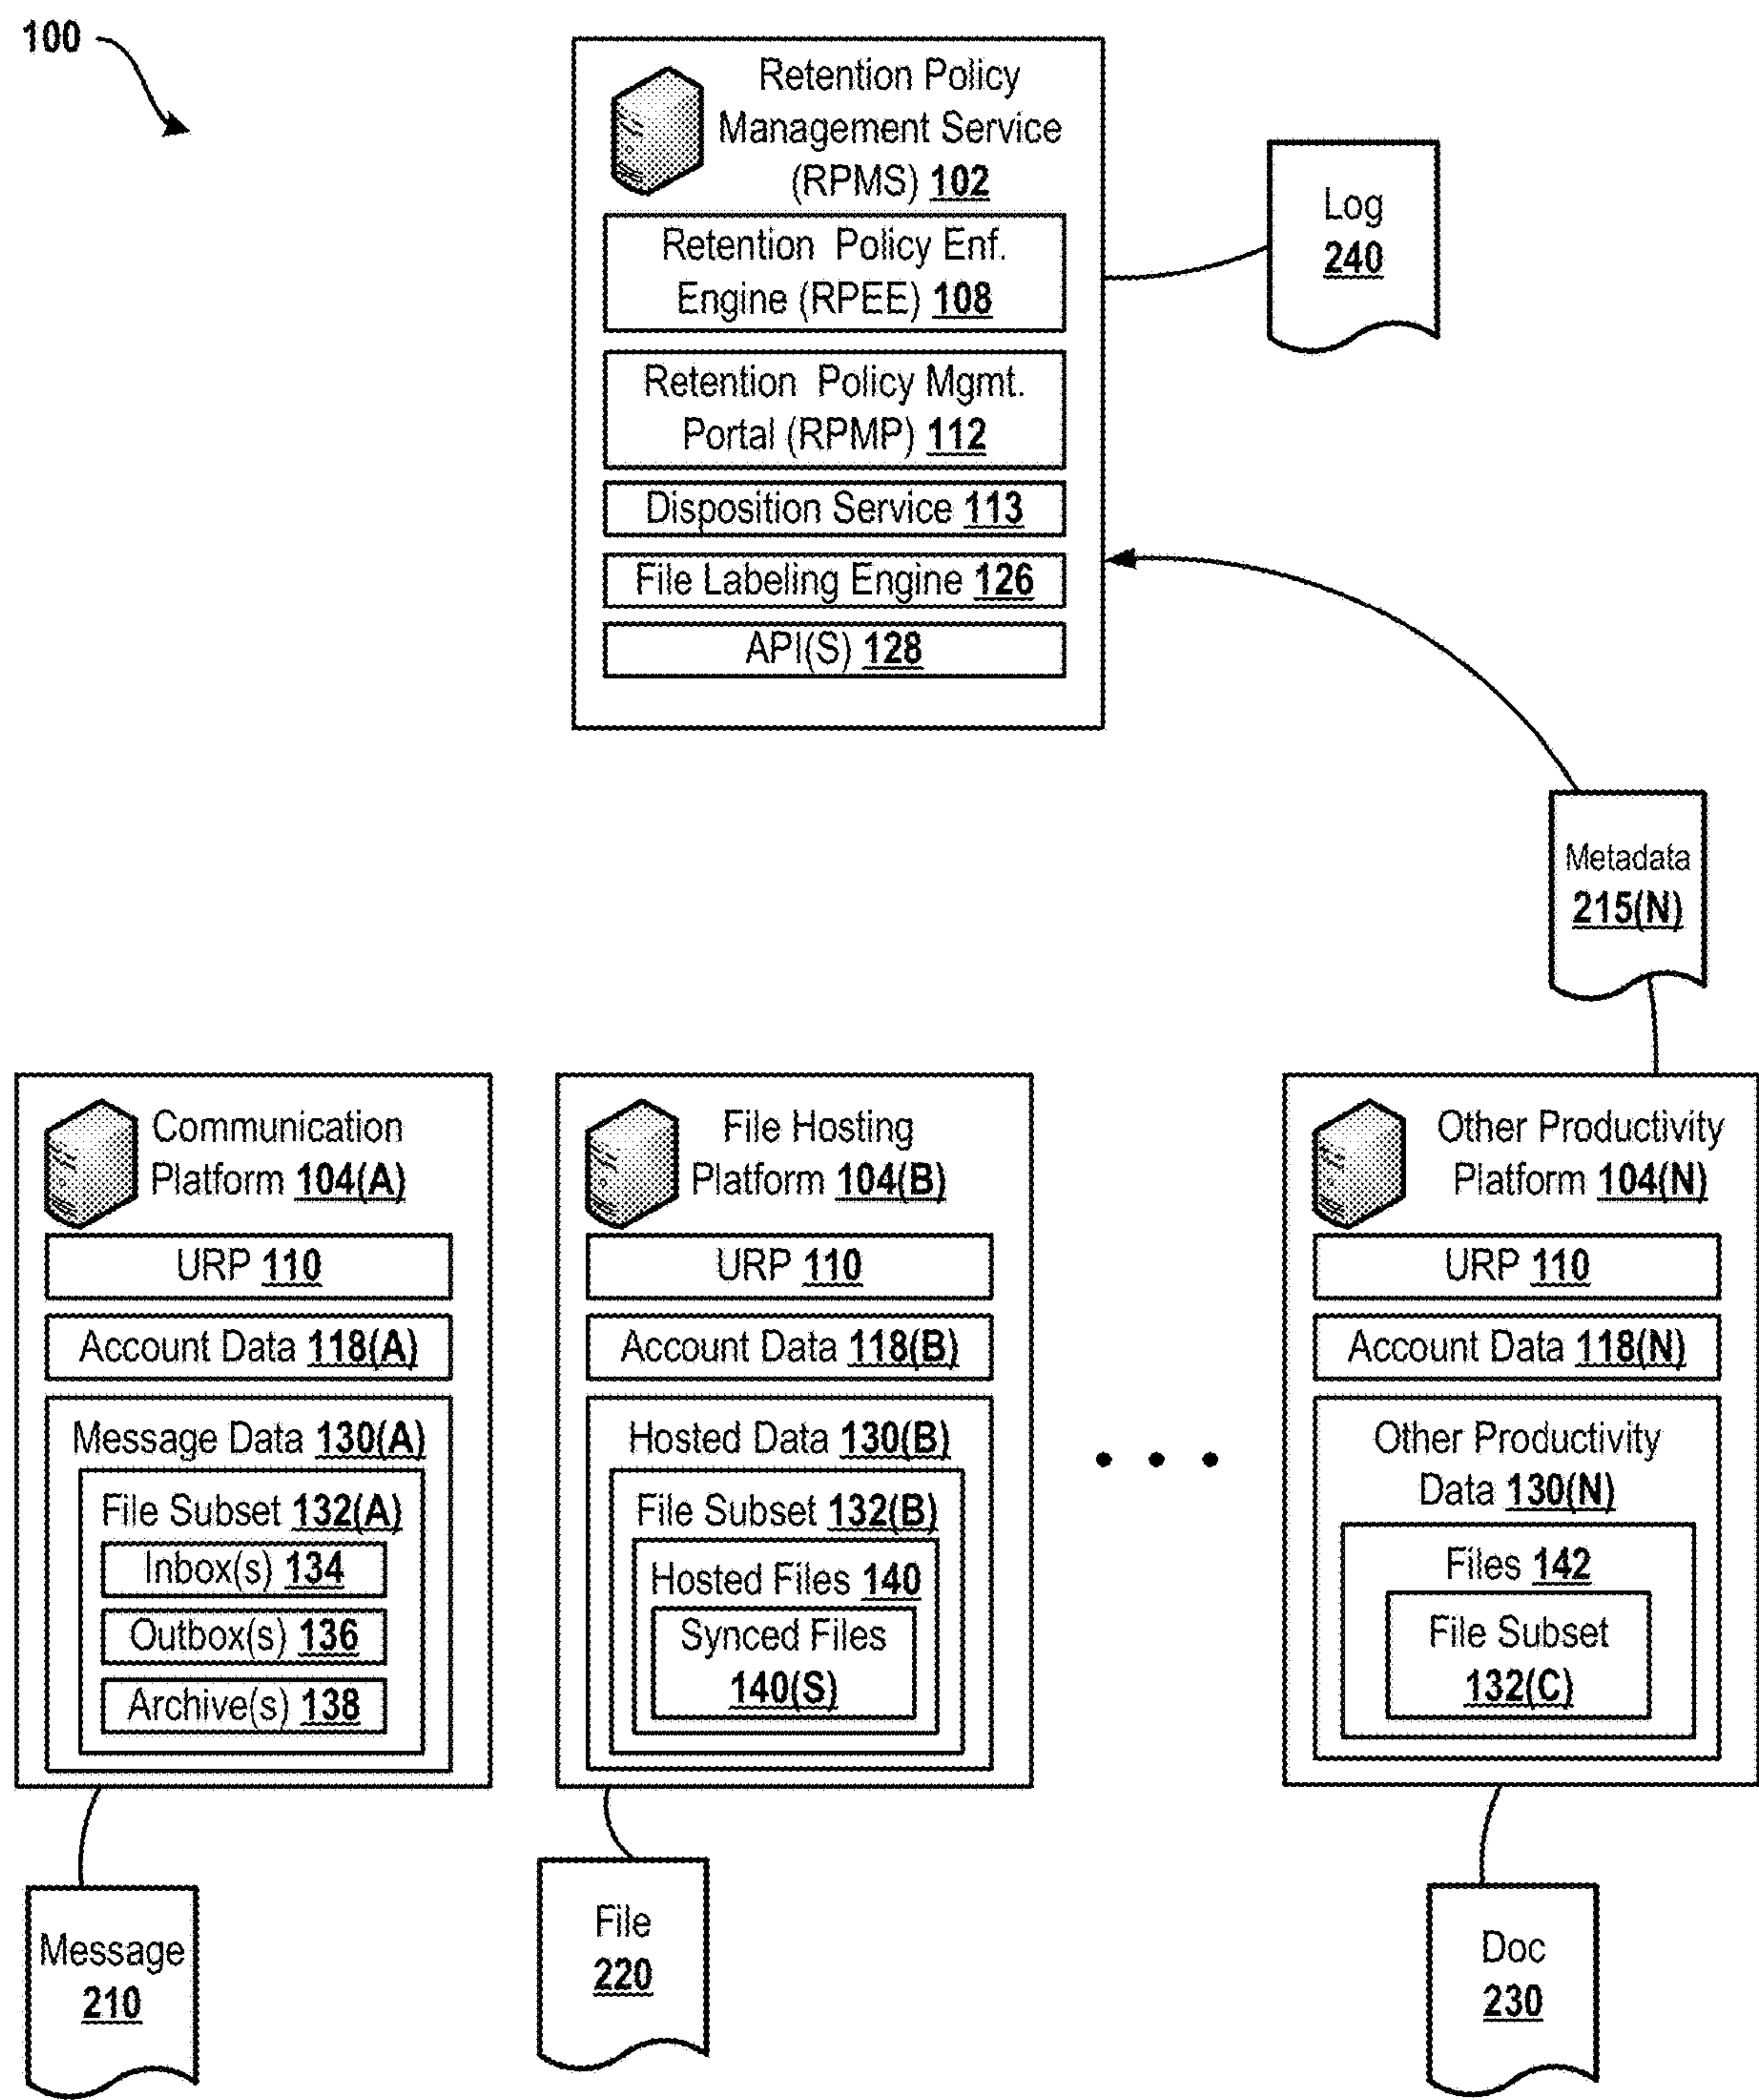 100
Retention Policy
Management Service
(RPMS) 102
Retention Policy Enf.
Engine (RPEE) 108
Retention Policy Mgmt.
Portal (RPMP) 112
Disposition Service 113
File Labeling Engine 126
API(S) 128
Log
240
Metadata
215(N)
Communication
Platform 104(A)
URP 110
Account Data 118(A)
Message Data 130(A)
File Subset 132(A)
Inbox(s) 134
Outbox(s) 136
Archive(s) 138
File Hosting
Platform 104(B)
URP 110
Account Data 118(B)
Hosted Data 130(B)
File Subset 132(B)
Hosted Files 140
Synced Files
140(S)
• • •
Other Productivity
Platform 104(N)
URP 110
Account Data 118(N)
Other Productivity
Data 130(N)
Files 142
File Subset
132(C)
Message
210
File
220
Doc
230